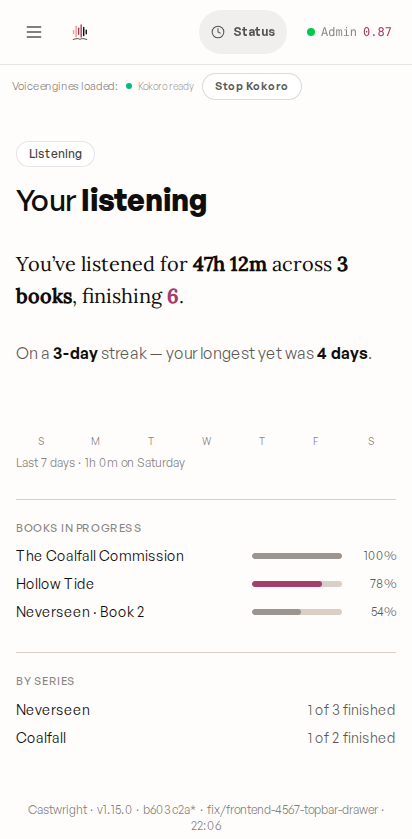 Status
Admin 0.87
Voice engines loaded: Kokoro ready Stop Kokoro
Listening
Your listening
You’ve listened for 47h 12m across 3
books, finishing 6.
On a 3-day streak — your longest yet was 4 days.
S M T W T F S
Last 7 days · 1h 0m on Saturday
BOOKS IN PROGRESS
The Coalfall Commission 100%
Hollow Tide 78%
Neverseen · Book 2 54%
BY SERIES
Neverseen 1 of 3 finished
Coalfall 1 of 2 finished
Castwright · v1.15.0 · b603c2a* · fix/frontend-4567-topbar-drawer ·
22:06